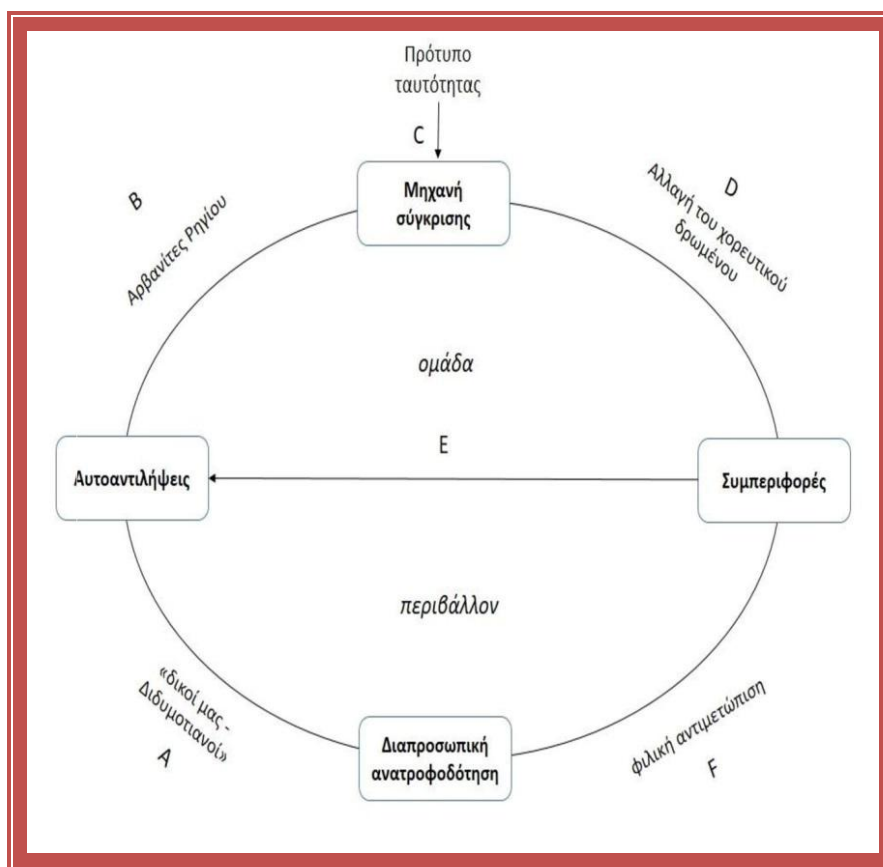 Πρότυπο
ταυτότητας
C
Μηχανή
σύγκρισης
B
Αρβανίτες Ρηγίου
D
Αλλαγή του χορευτικού
δρωμένου
ομάδα
E
Αυτοαντιλήψεις
Συμπεριφορές
περιβάλλον
«δικοί μας -
Διδυμοτιανοί»
A
Διαπροσωπική
ανατροφοδότηση
φιλική αντιμετώπιση
F